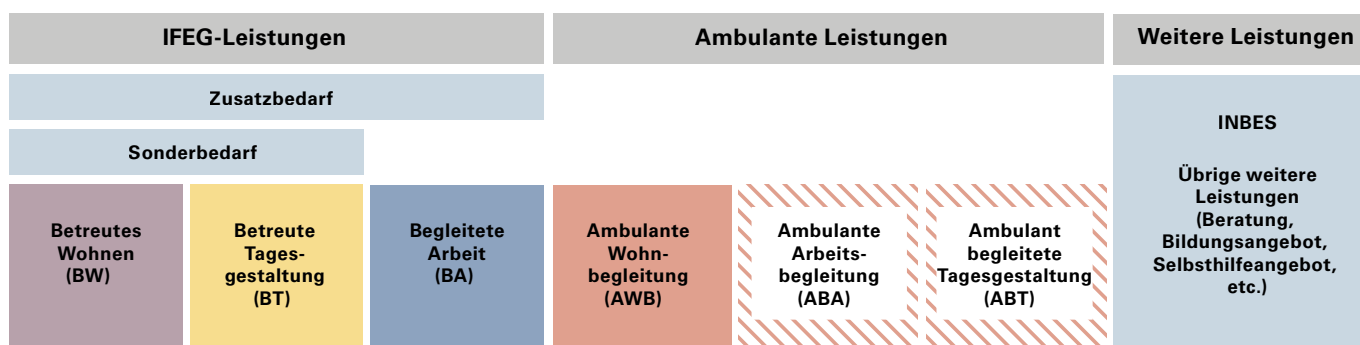 IFEG-Leistungen
Ambulante Leistungen
Weitere Leistungen
Zusatzbedarf
Sonderbedarf
Betreutes
Wohnen
(BW)
Betreute
Tages-
gestaltung
(BT)
Begleitete
Arbeit
(BA)
Ambulante
Wohn-
begleitung
(AWB)
Ambulante
Arbeits-
begleitung
(ABA)
Ambulant
begleitete
Tagesgestaltung
(ABT)
INBES
Übrige weitere
Leistungen
(Beratung,
Bildungsangebot,
Selbsthilfeangebot,
etc.)